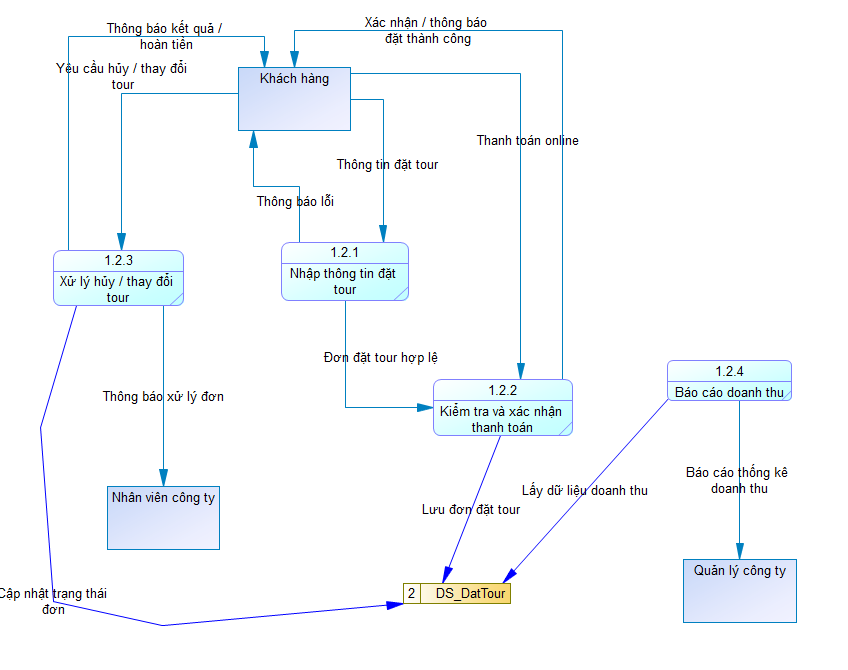 Thông báo kết quả /
hoàn tiền
Xác nhận / thông báo
đặt thành công
Yêu cầu hủy / thay đổi
tour
Khách hàng
Thanh toán online
Thông tin đặt tour
Thông báo lỗi
1.2.3
Xử lý hủy / thay đổi
tour
1.2.1
Nhập thông tin đặt
tour
Đơn đặt tour hợp lệ
1.2.2
Kiểm tra và xác nhận
thanh toán
1.2.4
Báo cáo doanh thu
Thông báo xử lý đơn
Báo cáo thống kê
doanh thu
Lấy dữ liệu doanh thu
Nhân viên công ty
Lưu đơn đặt tour
Quản lý công ty
Cập nhật trạng thái
đơn
2 DS_DatTour